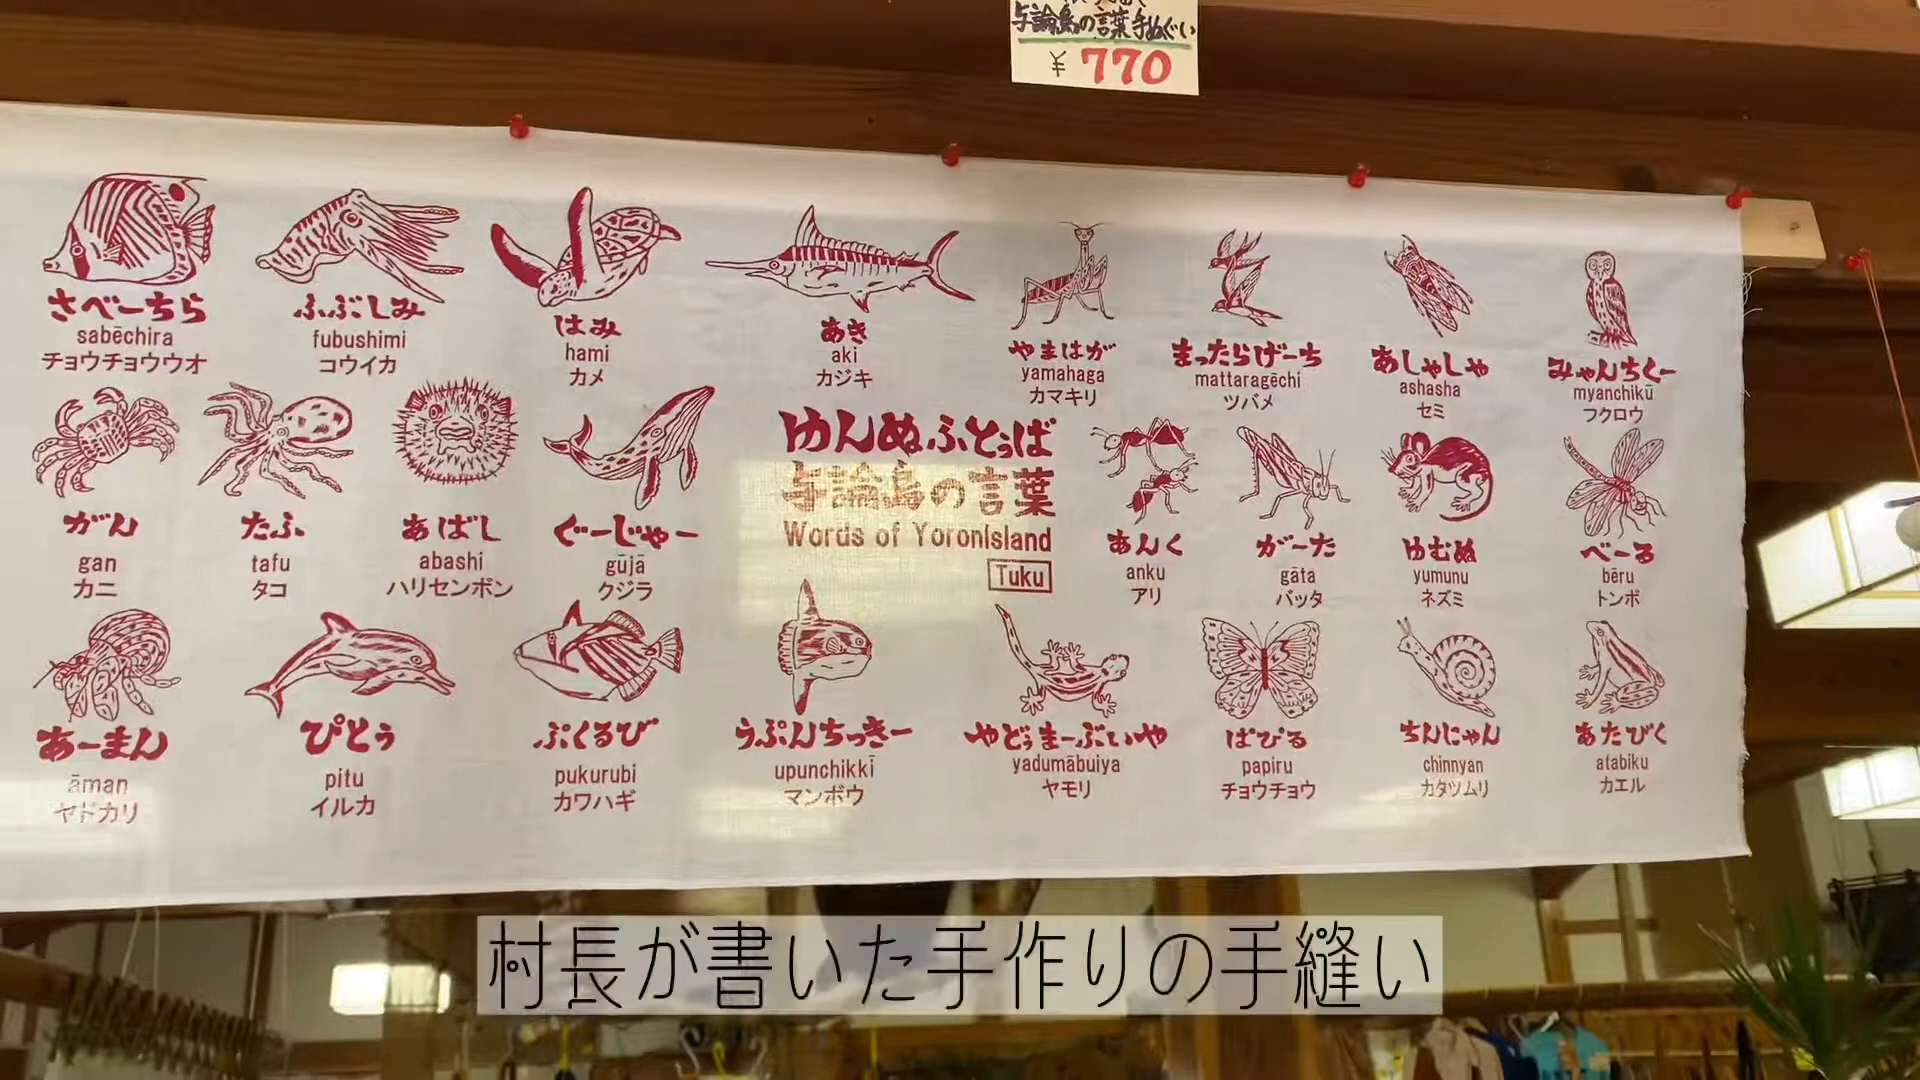 与論島の言葉手ぬぐい
¥770
さべーちら
sabēchira
チョウチョウウオ
ふぶしみ
fubushimi
コウイカ
はみ
hami
カメ
あき
aki
カジキ
やまはが
yamahaga
カマキリ
まったらげーち
mattaragēchi
ツバメ
あしゃしゃ
ashasha
セミ
みゃんちくー
myanchikū
フクロウ
がん
gan
カニ
たふ
tafu
タコ
あばし
abashi
ハリセンボン
ぐーじゃー
gūjā
クジラ
ゆんぬふとぅば
与論島の言葉
Words of YoronIsland
Tuku
あんく
anku
アリ
がーた
gāta
バッタ
ゆむぬ
yumunu
ネズミ
べーる
bēru
トンボ
あーまん
āman
ヤドカリ
ぴとぅ
pitu
イルカ
ぷくるび
pukurubi
カワハギ
うぷんちっきー
upunchikkī
マンボウ
やどぅまーぶいや
yadumābuiya
ヤモリ
ぱぴる
papiru
チョウチョウ
ちんにゃん
chinnyan
カタツムリ
あたびく
atabiku
カエル
村長が書いた手作りの手縫い